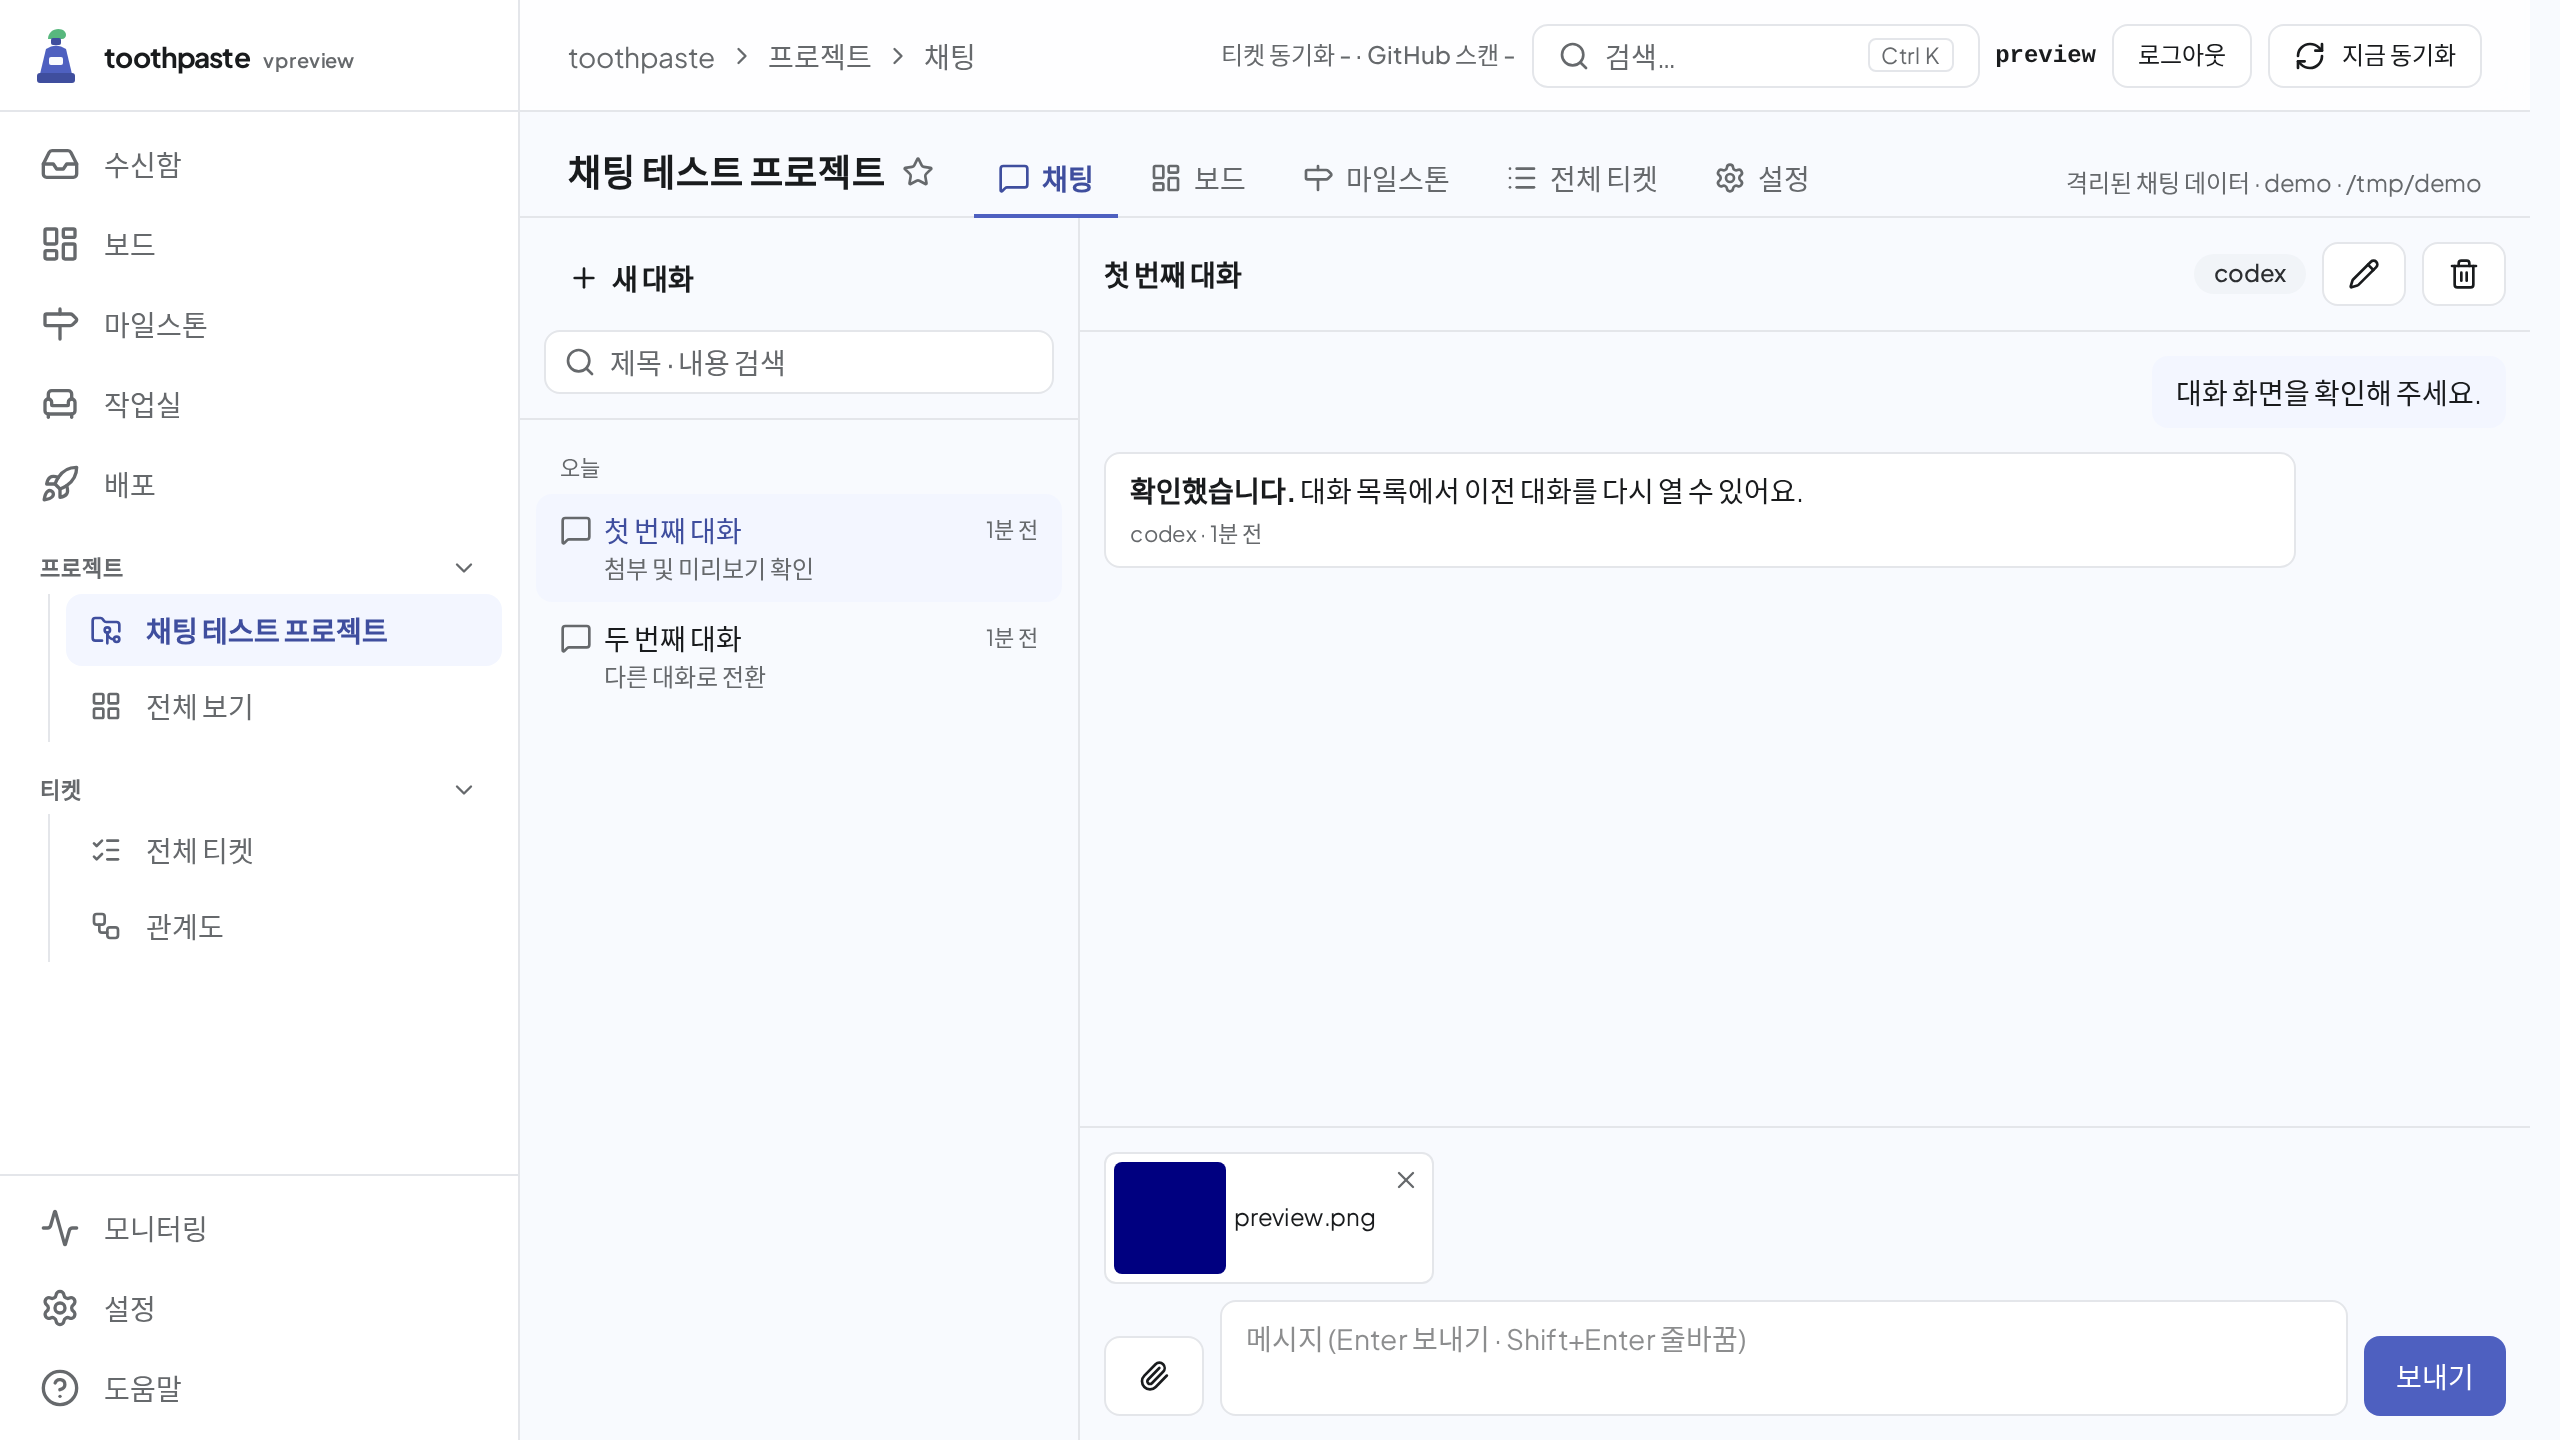 toothpaste vpreview
수신함
보드
마일스톤
작업실
배포
프로젝트
채팅 테스트 프로젝트
전체 보기
티켓
전체 티켓
관계도
모니터링
설정
도움말
toothpaste > 프로젝트 > 채팅
티켓 동기화 - · GitHub 스캔 -
검색... Ctrl K
preview
로그아웃
지금 동기화
채팅 테스트 프로젝트
채팅
보드
마일스톤
전체 티켓
설정
격리된 채팅 데이터 · demo · /tmp/demo
+ 새 대화
제목 · 내용 검색
오늘
첫 번째 대화 1분 전
첨부 및 미리보기 확인
두 번째 대화 1분 전
다른 대화로 전환
첫 번째 대화
codex
대화 화면을 확인해 주세요.
확인했습니다. 대화 목록에서 이전 대화를 다시 열 수 있어요.
codex · 1분 전
preview.png
메시지 (Enter 보내기 · Shift+Enter 줄바꿈)
보내기